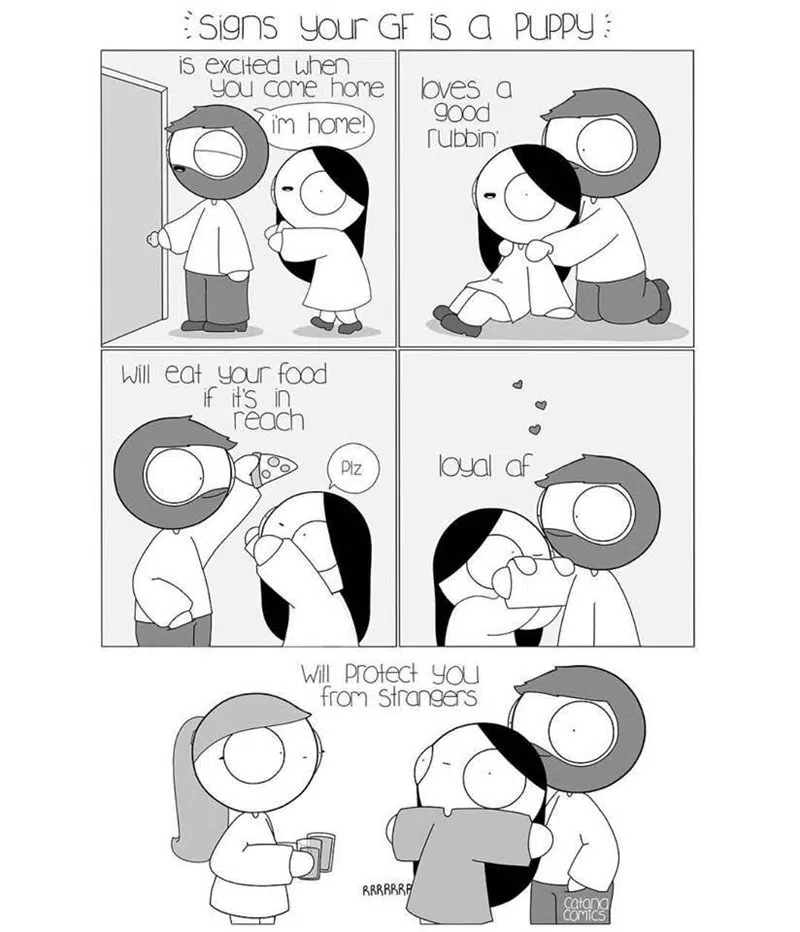 Signs your GF is a puppy:
is excited when
you come home
i'm home!
loves a
good
rubbin'
will eat your food
if it's in
reach
Plz
loyal af
will protect you
from strangers
RRRRRRR
catana
comics